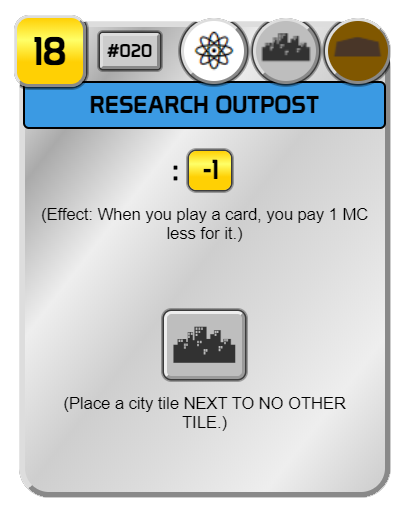 18
#020
RESEARCH OUTPOST
: -1
(Effect: When you play a card, you pay 1 MC
less for it.)
(Place a city tile NEXT TO NO OTHER
TILE.)